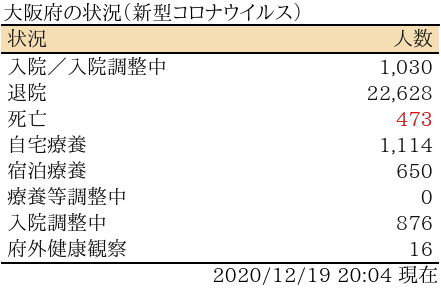 大阪府の状況（新型コロナウイルス）
状況 人数
入院／入院調整中 1,030
退院 22,628
死亡 473
自宅療養 1,114
宿泊療養 650
療養等調整中 0
入院調整中 876
府外健康観察 16
2020/12/19 20:04 現在